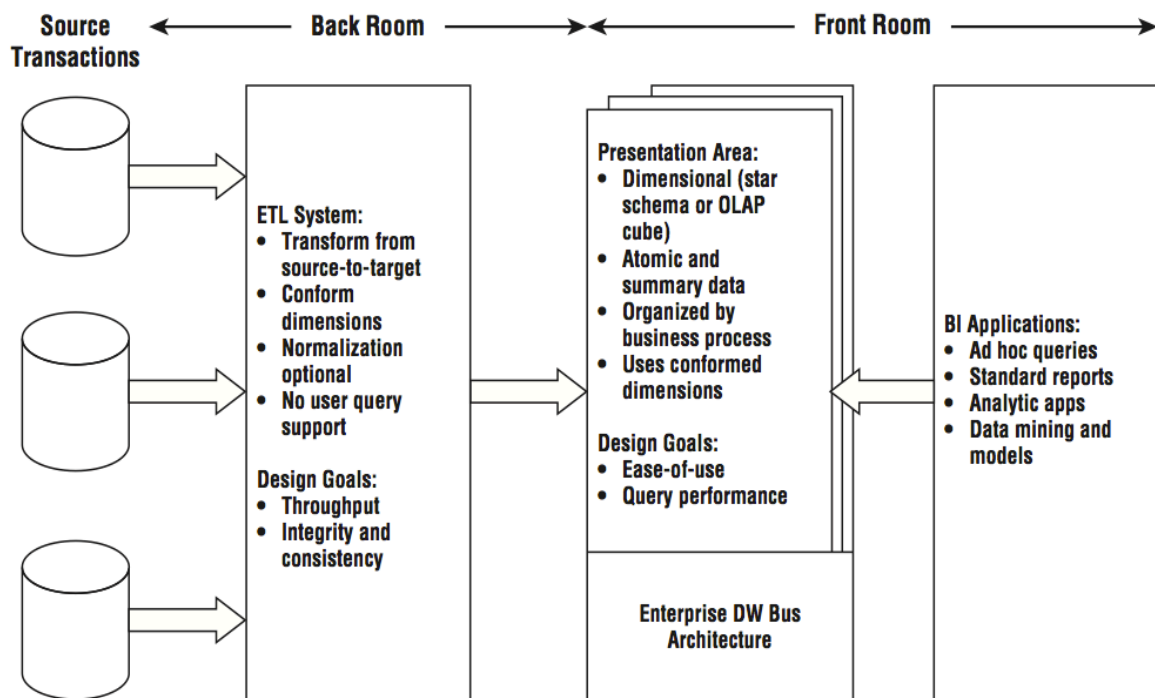 Source
Transactions
Back Room
Front Room
ETL System:
• Transform from
source-to-target
• Conform
dimensions
• Normalization
optional
• No user query
support
Design Goals:
• Throughput
• Integrity and
consistency
Presentation Area:
• Dimensional (star
schema or OLAP
cube)
• Atomic and
summary data
• Organized by
business process
• Uses conformed
dimensions
Design Goals:
• Ease-of-use
• Query performance
Enterprise DW Bus
Architecture
BI Applications:
• Ad hoc queries
• Standard reports
• Analytic apps
• Data mining and
models